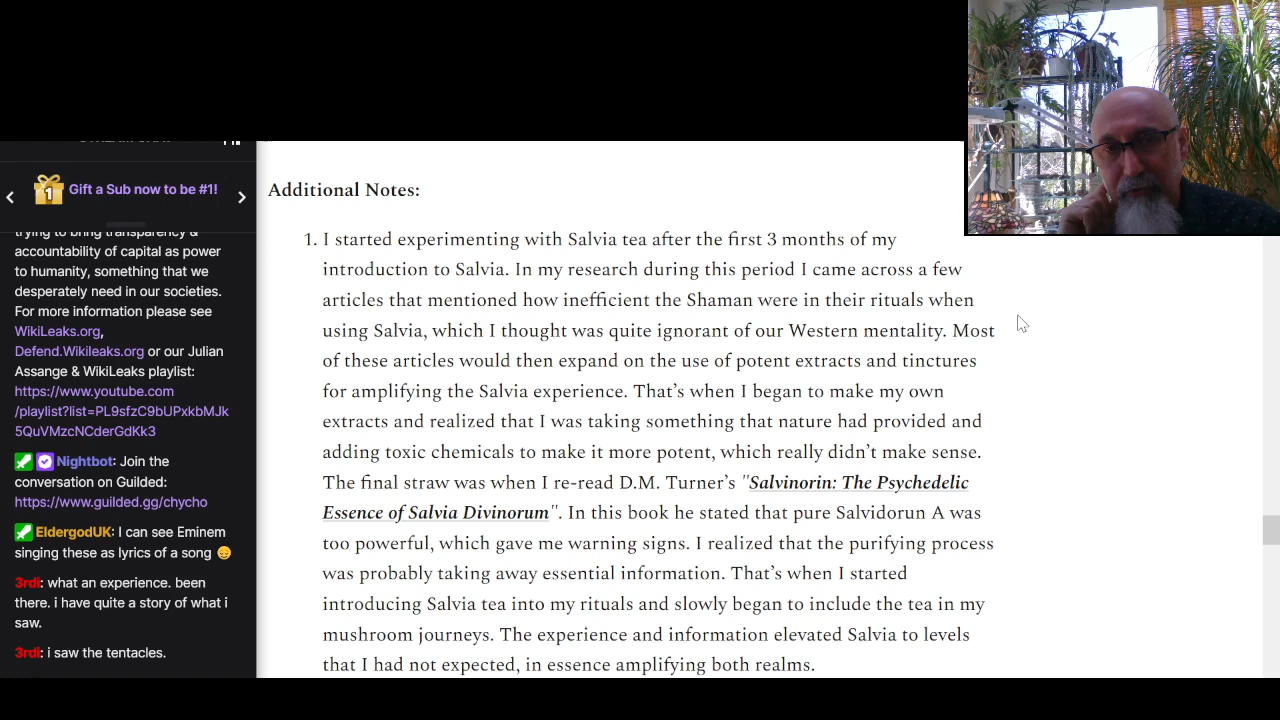 Gift a Sub now to be #1!
1
trying to bring transparency &
accountability of capital as power
to humanity, something that we
desperately need in our societies.
For more information please see
WikiLeaks.org,
Defend.Wikileaks.org or our Julian
Assange & WikiLeaks playlist:
https://www.youtube.com
/playlist?list=PL9sfzC9bUPxkbMJk
5QuVMzcNCderGdKk3
Nightbot: Join the
conversation on Guilded:
https://www.guilded.gg/chycho
EldergodUK: I can see Eminem
singing these as lyrics of a song
3rdi: what an experience. been
there. i have quite a story of what i
saw.
3rdi: i saw the tentacles.
Additional Notes:
1. I started experimenting with Salvia tea after the first 3 months of my
introduction to Salvia. In my research during this period I came across a few
articles that mentioned how inefficient the Shaman were in their rituals when
using Salvia, which I thought was quite ignorant of our Western mentality. Most
of these articles would then expand on the use of potent extracts and tinctures
for amplifying the Salvia experience. That's when I began to make my own
extracts and realized that I was taking something that nature had provided and
adding toxic chemicals to make it more potent, which really didn't make sense.
The final straw was when I re-read D.M. Turner's "Salvinorin: The Psychedelic
Essence of Salvia Divinorum". In this book he stated that pure Salvidorun A was
too powerful, which gave me warning signs. I realized that the purifying process
was probably taking away essential information. That's when I started
introducing Salvia tea into my rituals and slowly began to include the tea in my
mushroom journeys. The experience and information elevated Salvia to levels
that I had not expected, in essence amplifying both realms.